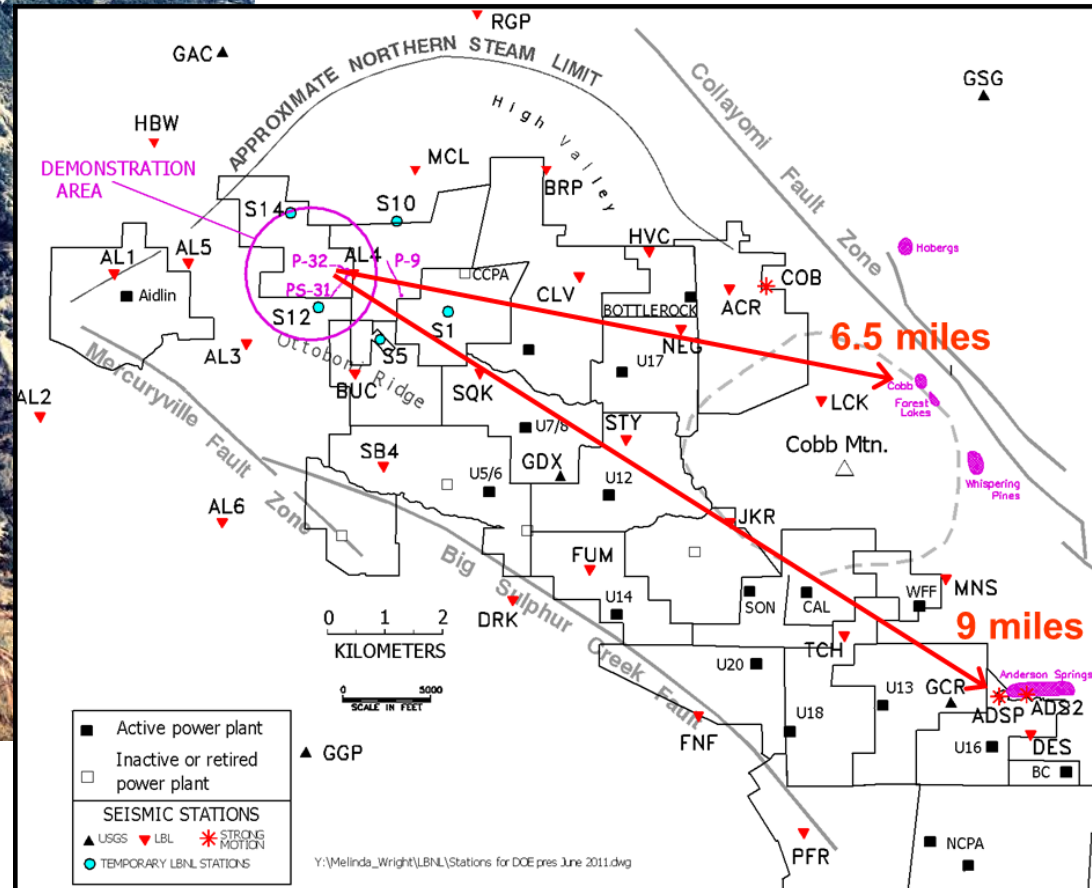 RGP
GAC
GSG
APPROXIMATE NORTHERN STEAM LIMIT
Collayomi Fault Zone
High Valley
HBW
DEMONSTRATION
AREA
MCL
BRP
S14
S10
HVC
Hobergs
AL1
AL5
AL4
P-32
P-9
CCPA
COB
Aidlin
PS-31
CLV
ACR
BOTTLEROCK
S12
S1
6.5 miles
NEG
AL3
Ottoboni Ridge
S5
U17
Mercuryville Fault Zone
BUC
SQK
Cobb
Forest
Lakes
AL2
LCK
U7/8
STY
SB4
GDX
Cobb Mtn.
U5/6
U12
Whispering
Pines
AL6
JKR
Big Sulphur Creek Fault
FUM
MNS
SON
CAL
WFF
U14
DRK
0 1 2
KILOMETERS
9 miles
TCH
U20
0 5000
SCALE IN FEET
Anderson Springs
U13
GCR
ADSP
ADS2
FNF
U18
DES
U16
BC
GGP
Active power plant
Inactive or retired
power plant
SEISMIC STATIONS
USGS LBL STRONG
MOTION
TEMPORARY LBNL STATIONS
Y:\Melinda_Wright\LBNL\Stations for DOE pres June 2011.dwg
PFR
NCPA